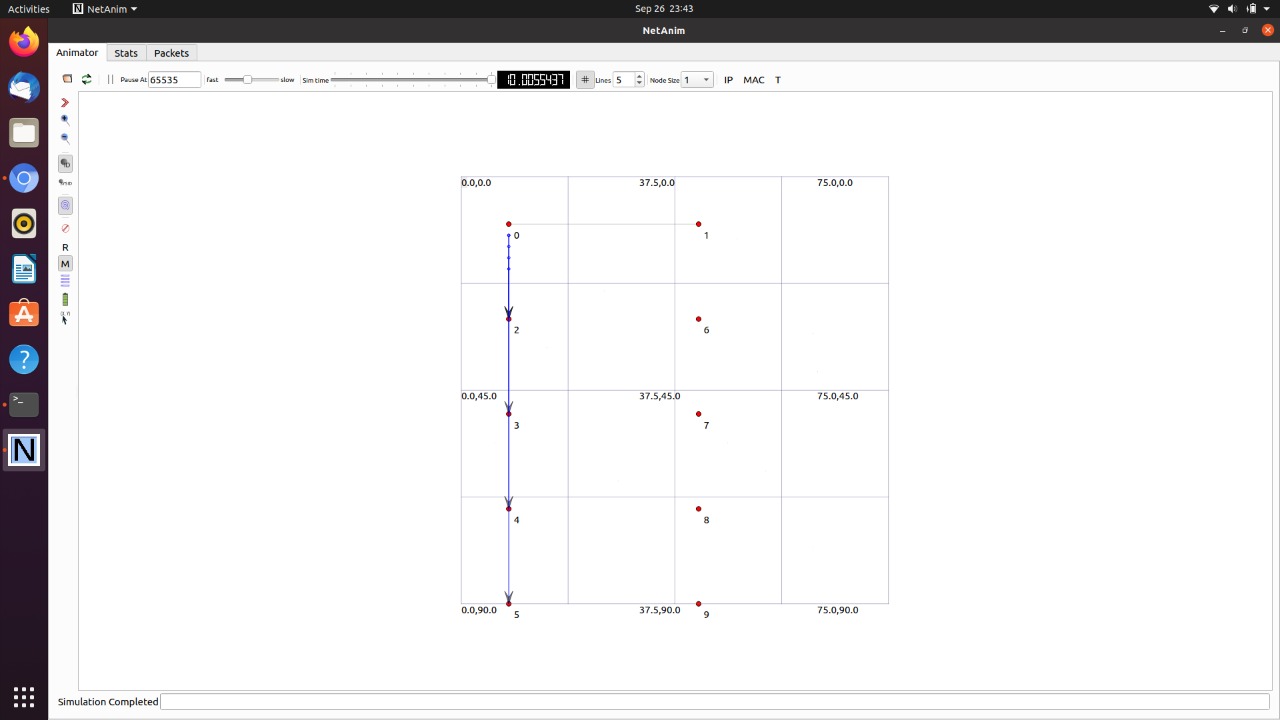 Activities NetAnim Sep 26 23:43
NetAnim
Animator Stats Packets
Pause At 65535 fast slow Sim time 10.0055437 # Lines 5 Node Size 1 IP MAC T
R
M
0.0,0.0 37.5,0.0 75.0,0.0
0 1
2 6
0.0,45.0 37.5,45.0 75.0,45.0
3 7
4 8
0.0,90.0 37.5,90.0 75.0,90.0
5 9
Simulation Completed